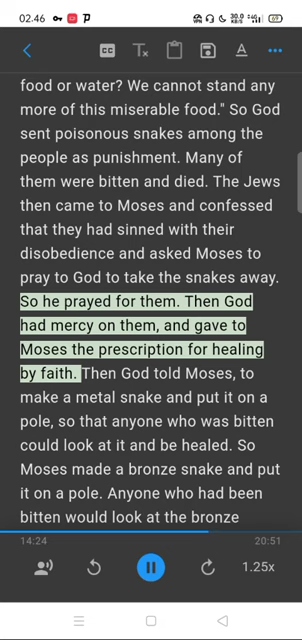 02.46
30.0 KB/S
4G
69
CC
food or water? We cannot stand any
more of this miserable food." So God
sent poisonous snakes among the
people as punishment. Many of
them were bitten and died. The Jews
then came to Moses and confessed
that they had sinned with their
disobedience and asked Moses to
pray to God to take the snakes away.
So he prayed for them. Then God
had mercy on them, and gave to
Moses the prescription for healing
by faith. Then God told Moses, to
make a metal snake and put it on a
pole, so that anyone who was bitten
could look at it and be healed. So
Moses made a bronze snake and put
it on a pole. Anyone who had been
bitten would look at the bronze
14:24
20:51
1.25x